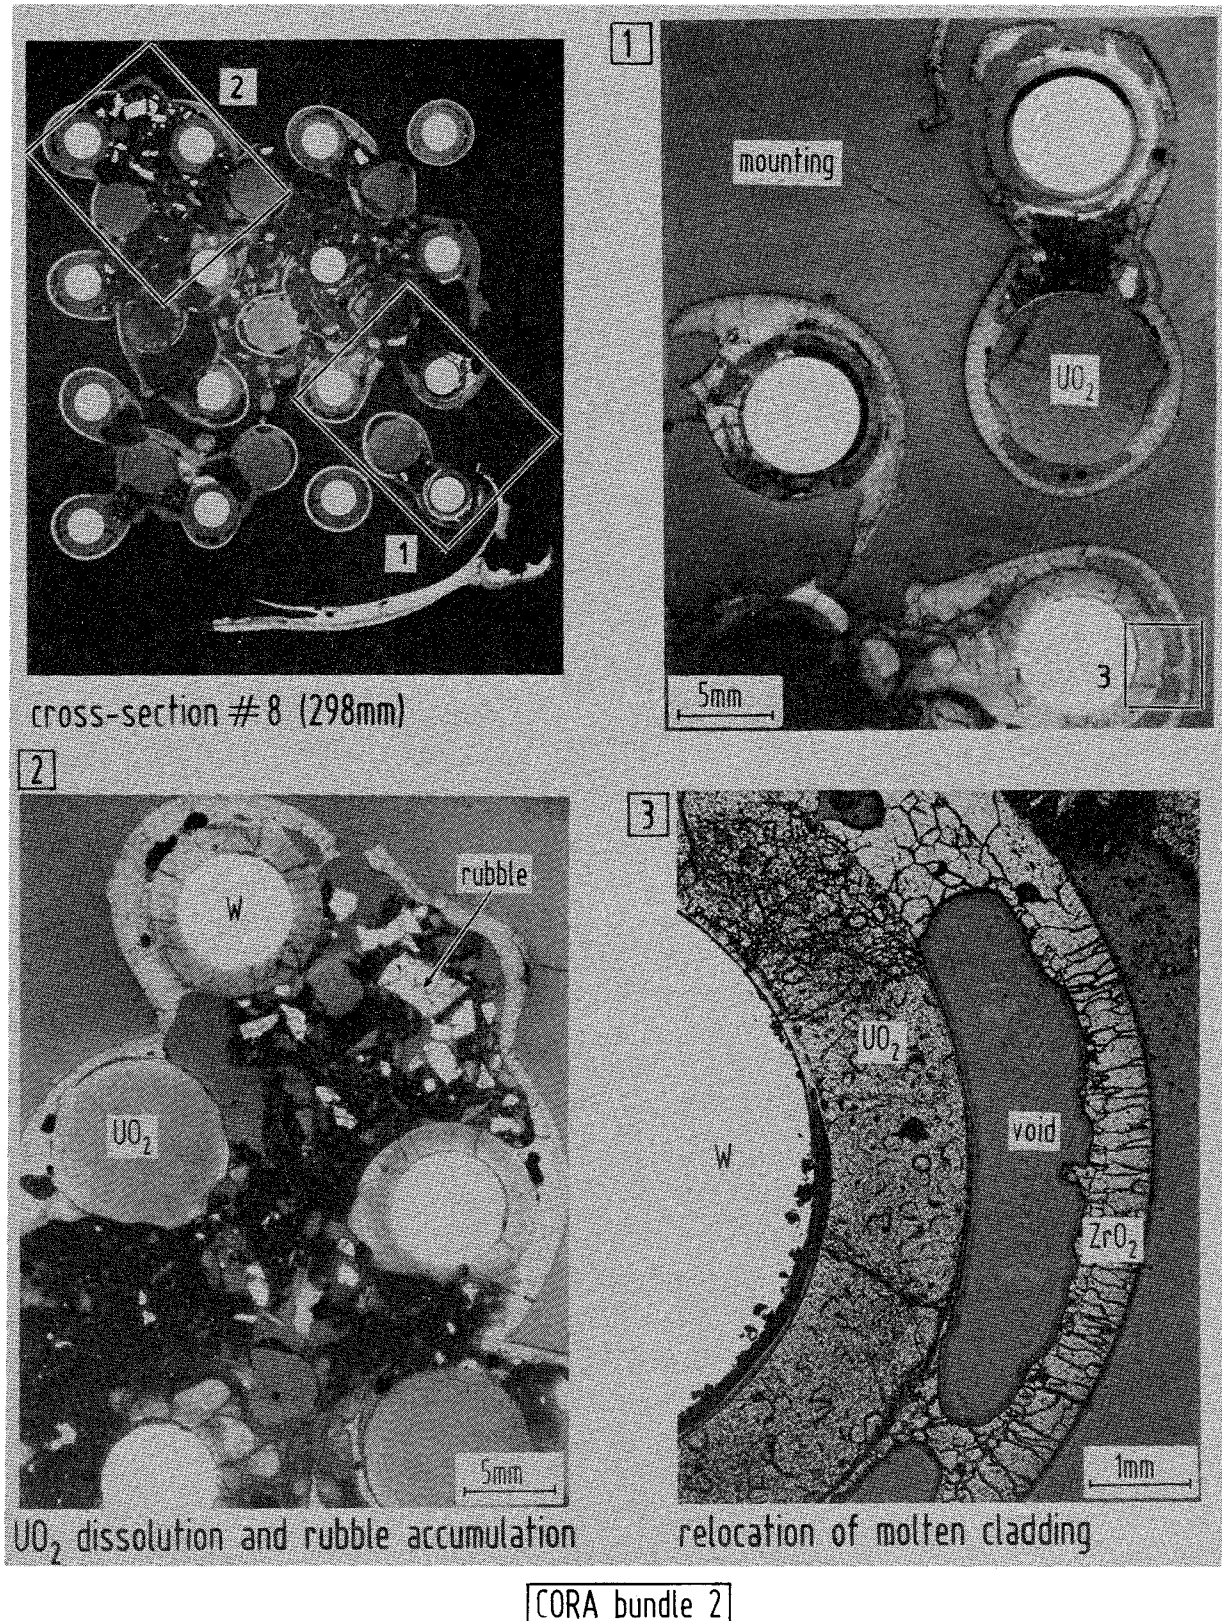 2
1
cross-section #8 (298mm)
1
mounting
UO₂
3
5mm
2
rubble
W
UO₂
5mm
UO₂ dissolution and rubble accumulation
3
UO₂
void
W
ZrO₂
1mm
relocation of molten cladding
CORA bundle 2